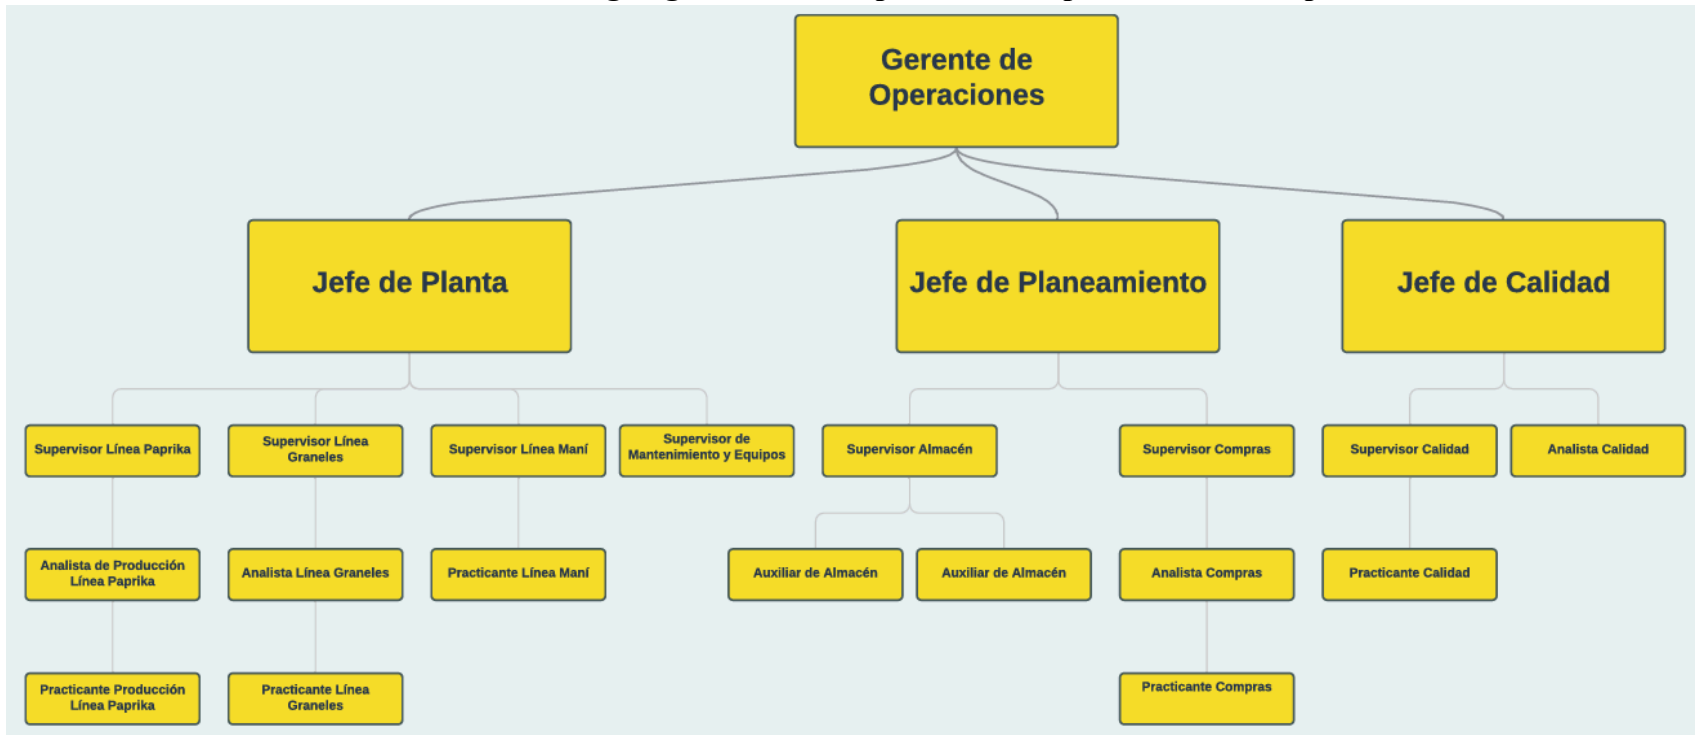 Gerente de
Operaciones
Jefe de Planta
Jefe de Planeamiento
Jefe de Calidad
Supervisor Línea Paprika
Supervisor Línea
Graneles
Supervisor Línea Maní
Supervisor de
Mantenimiento y Equipos
Supervisor Almacén
Supervisor Compras
Supervisor Calidad
Analista Calidad
Analista de Producción
Línea Paprika
Analista Línea Graneles
Practicante Línea Maní
Auxiliar de Almacén
Auxiliar de Almacén
Analista Compras
Practicante Calidad
Practicante Producción
Línea Paprika
Practicante Línea
Graneles
Practicante Compras